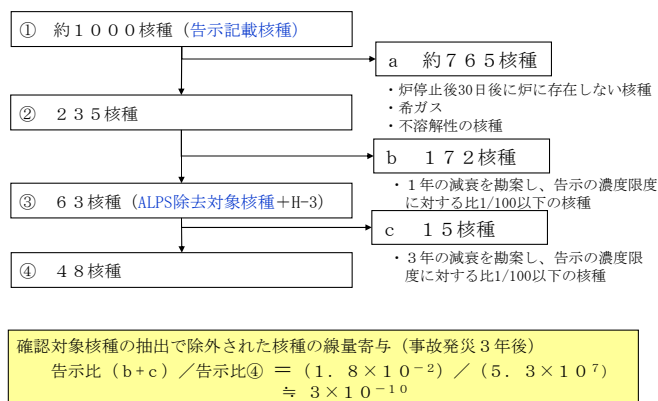 ① 約１０００核種（告示記載核種）
a 約７６５核種
・炉停止後30日後に炉に存在しない核種
・希ガス
・不溶解性の核種
② ２３５核種
b １７２核種
・１年の減衰を勘案し、告示の濃度限度
に対する比1/100以下の核種
③ ６３核種（ALPS除去対象核種＋H-3）
c １５核種
・３年の減衰を勘案し、告示の濃度限
度に対する比1/100以下の核種
④ ４８核種
確認対象核種の抽出で除外された核種の線量寄与（事故発災３年後）
告示比（b+c）／告示比④ ＝（１．８×１０⁻²）／（５．３×１０⁷）
≒ ３×１０⁻¹⁰